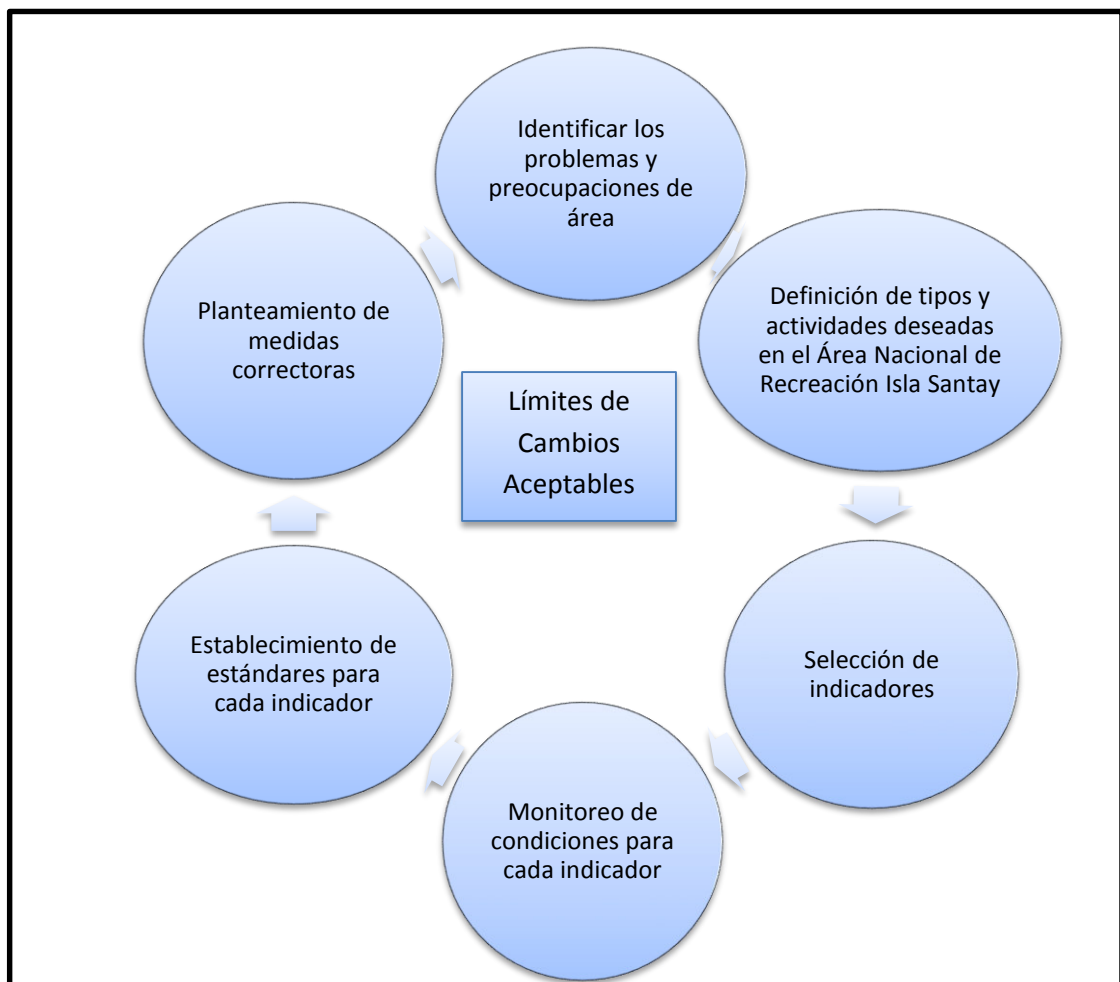 Identificar los
problemas y
preocupaciones de
área
Definición de tipos y
actividades deseadas
en el Área Nacional de
Recreación Isla Santay
Selección de
indicadores
Monitoreo de
condiciones para
cada indicador
Establecimiento de
estándares para
cada indicador
Planteamiento de
medidas
correctoras
Límites de
Cambios
Aceptables